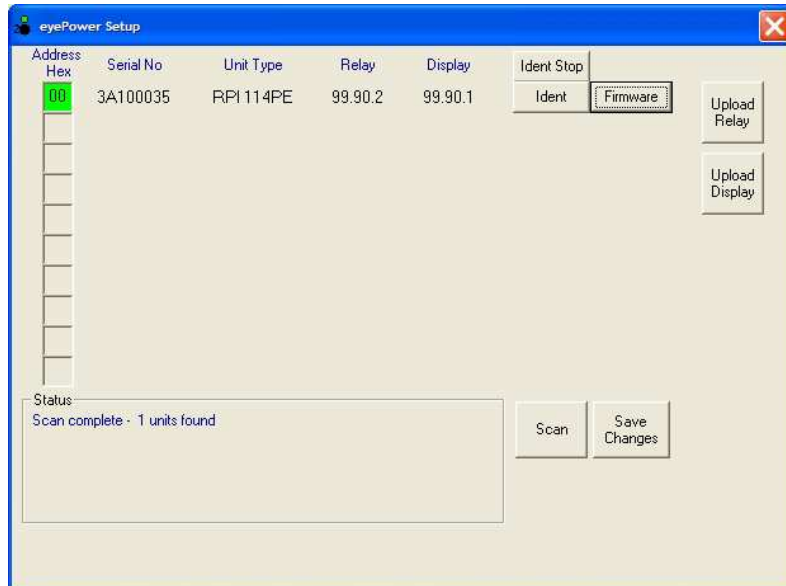 eyePower Setup
Address Hex Serial No Unit Type Relay Display Ident Stop
00 3A100035 RPI 114PE 99.90.2 99.90.1 Ident Firmware
Upload Relay
Upload Display
Status
Scan complete - 1 units found
Scan
Save Changes